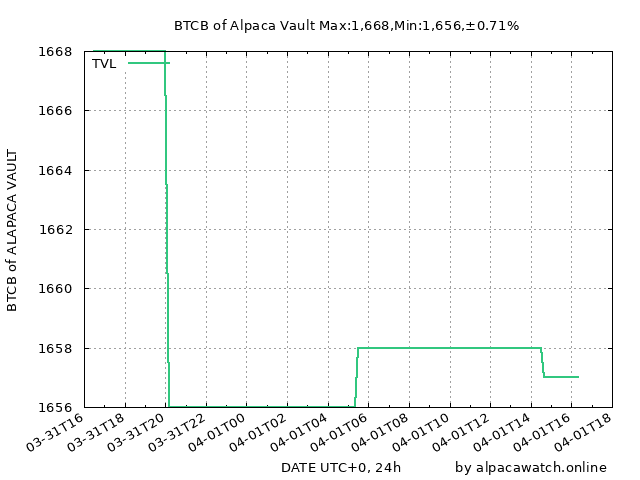 BTCB of Alpaca Vault Max:1,668,Min:1,656,±0.71%
1668
TVL
1666
1664
1662
1660
1658
1656
BTCB of ALAPACA VAULT
03-31T16
03-31T18
03-31T20
03-31T22
04-01T00
04-01T02
04-01T04
04-01T06
04-01T08
04-01T10
04-01T12
04-01T14
04-01T16
04-01T18
DATE UTC+0, 24h
by alpacawatch.online